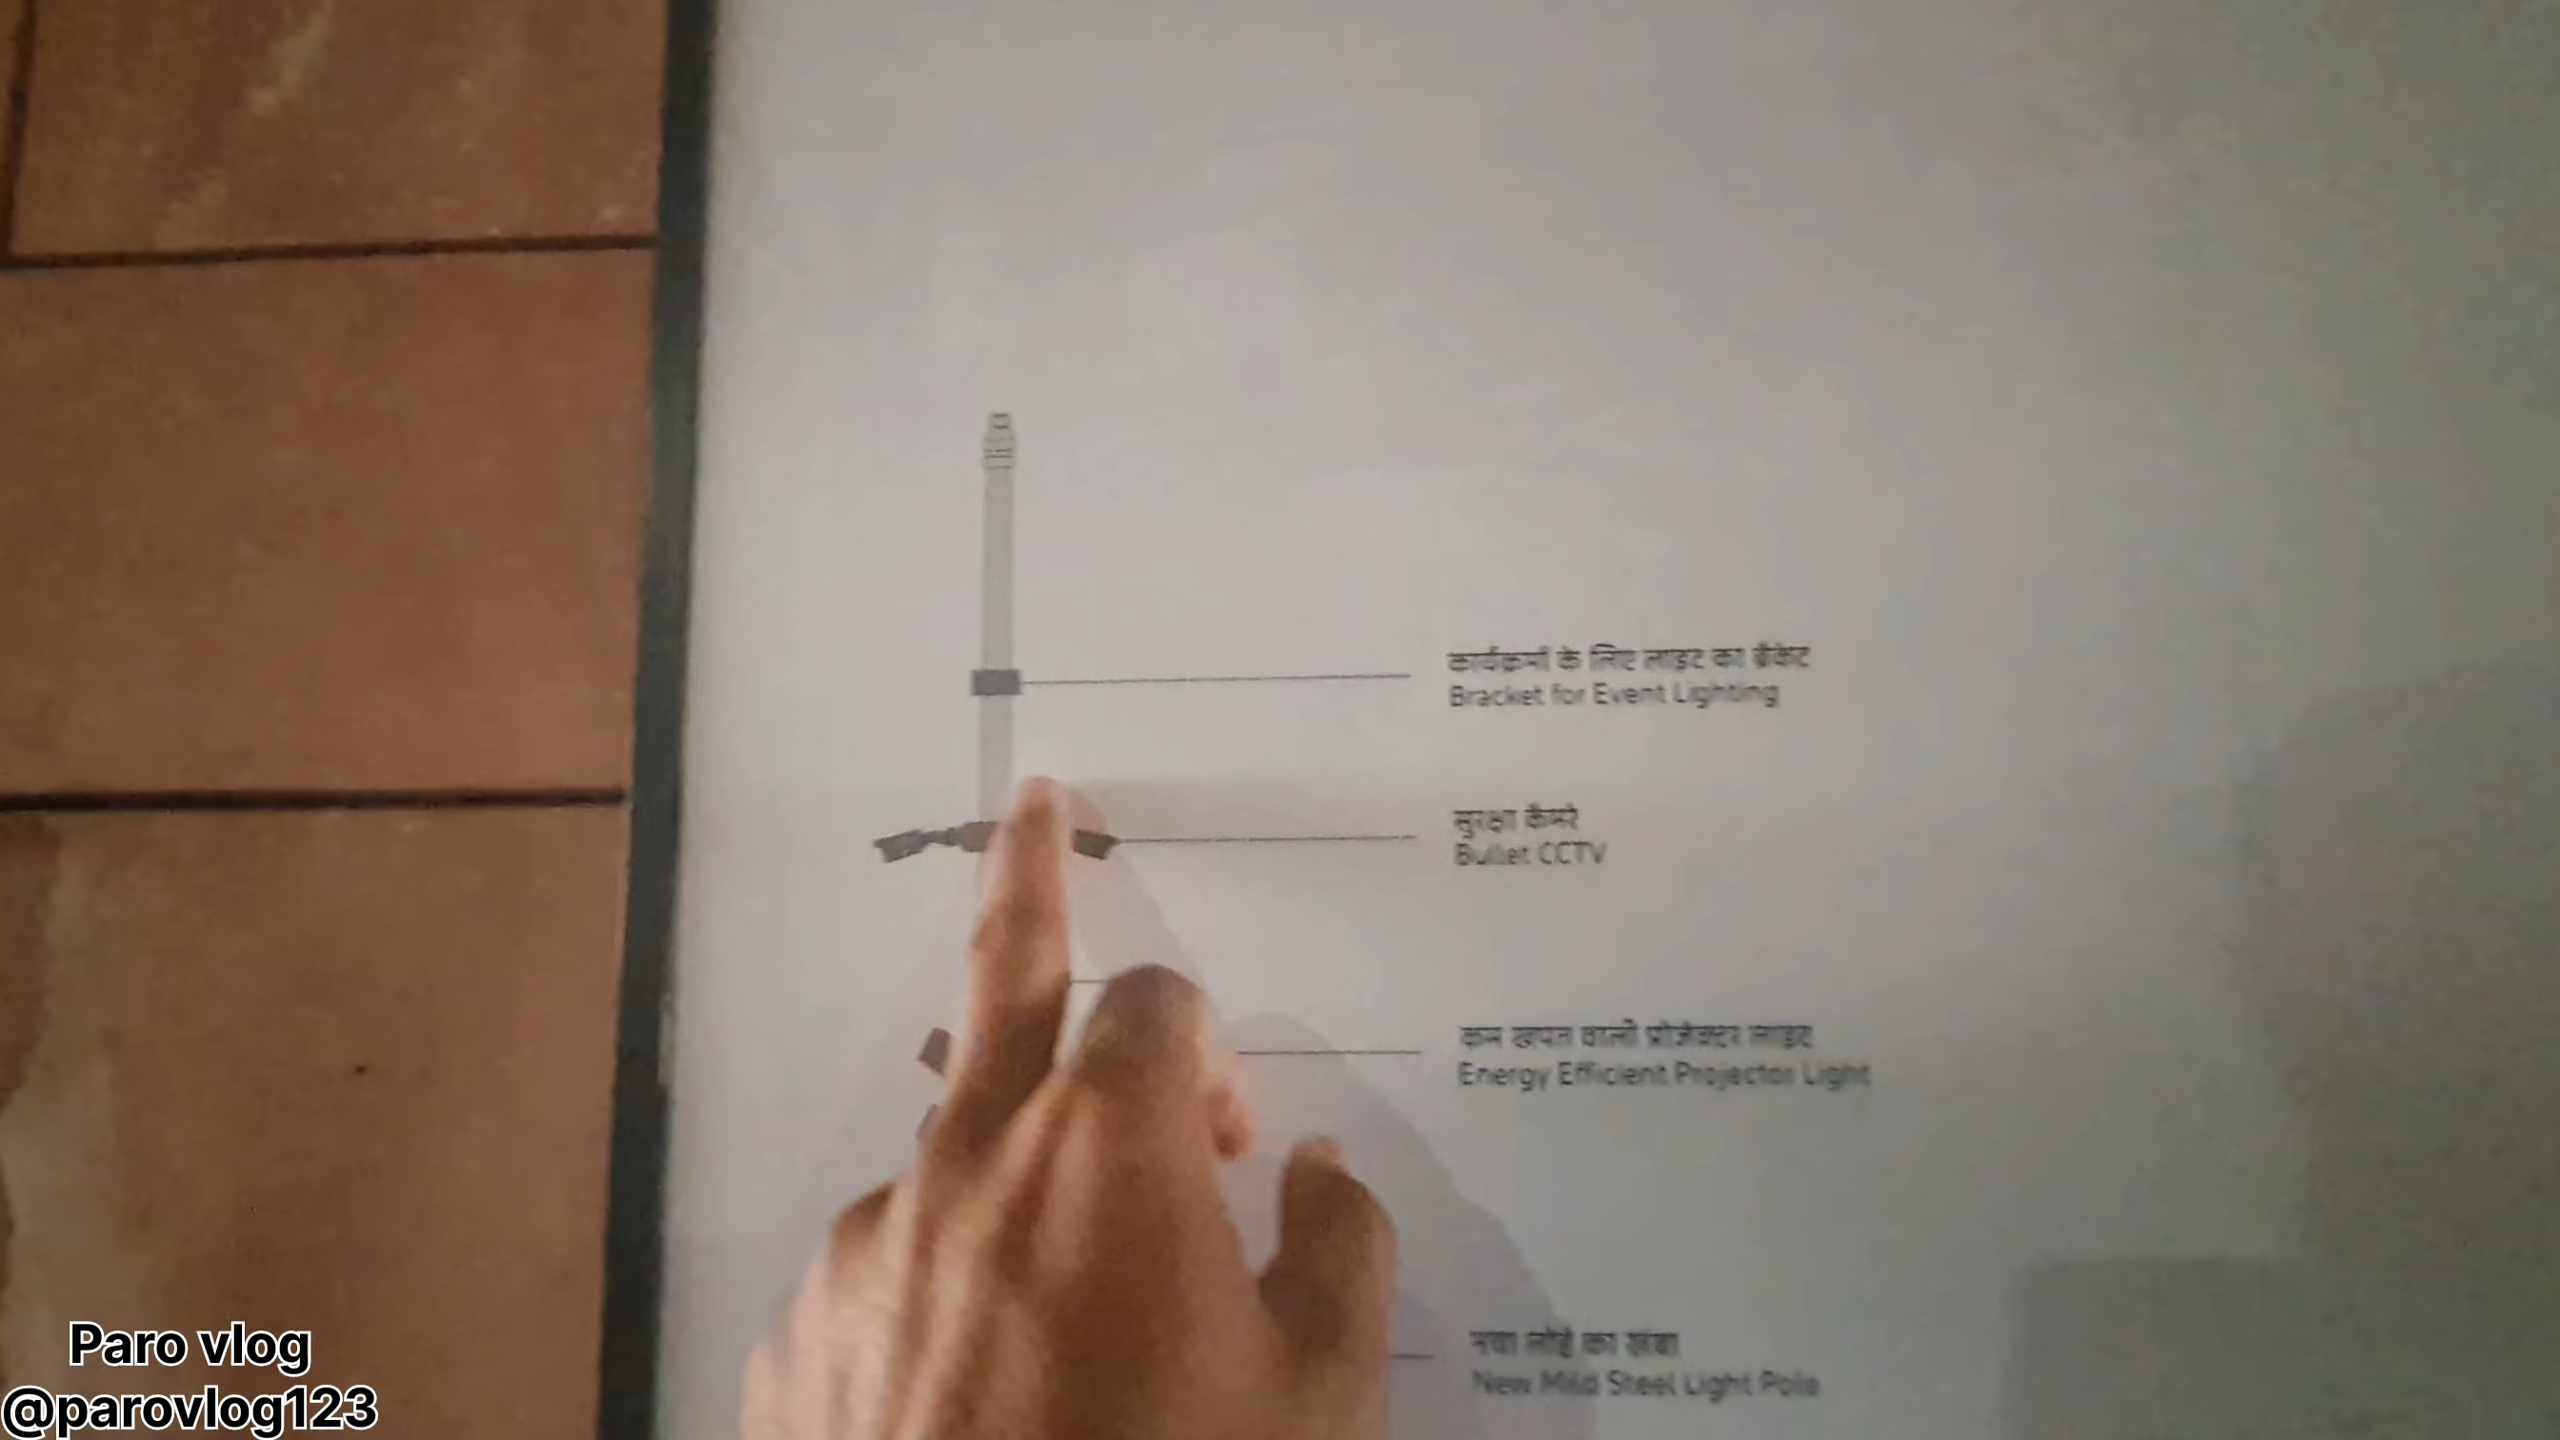 कार्यक्रमों के लिए लाइट का ब्रैकेट
Bracket for Event Lighting
सुरक्षा कैमरे
Bullet CCTV
कम खपत वाली प्रोजेक्टर लाइट
Energy Efficient Projector Light
नया लोहे का खंबा
New Mild Steel Light Pole
Paro vlog
@parovlog123